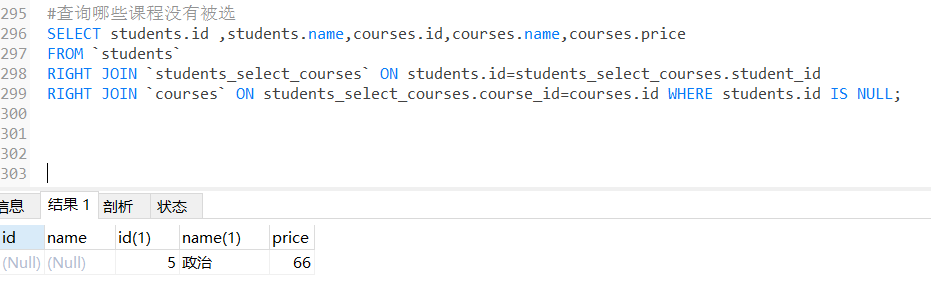 295 #查询哪些课程没有被选
296 SELECT students.id ,students.name,courses.id,courses.name,courses.price
297 FROM `students`
298 RIGHT JOIN `students_select_courses` ON students.id=students_select_courses.student_id
299 RIGHT JOIN `courses` ON students_select_courses.course_id=courses.id WHERE students.id IS NULL;
300
301
302
303
信息 结果 1 剖析 状态
id name id(1) name(1) price
(Null) (Null) 5 政治 66